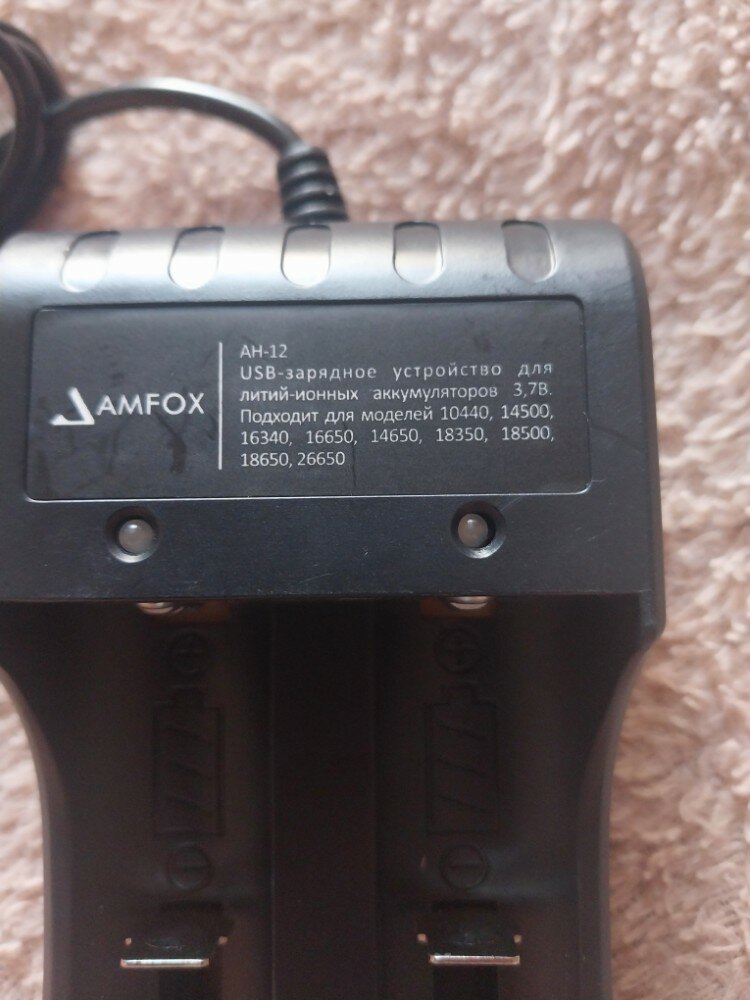 AMFOX
AH-12
USB-зарядное устройство для
литий-ионных аккумуляторов 3,7В.
Подходит для моделей 10440, 14500,
16340, 16650, 14650, 18350, 18500,
18650, 26650